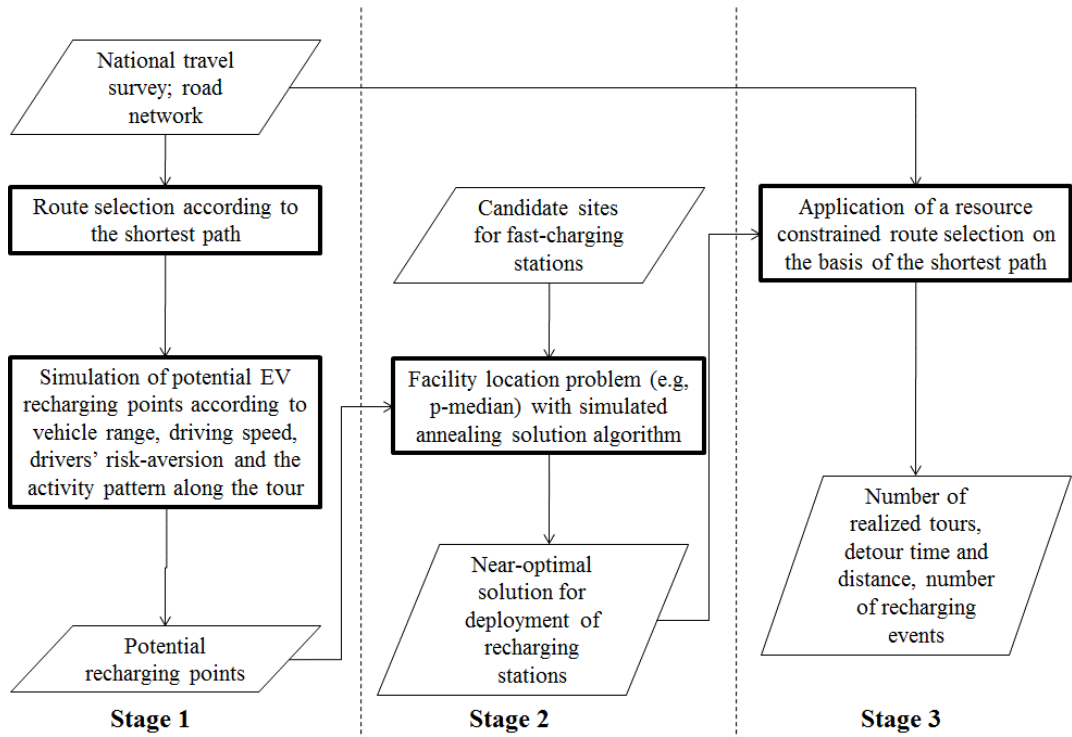 National travel
survey; road
network
Route selection according to
the shortest path
Simulation of potential EV
recharging points according to
vehicle range, driving speed,
drivers' risk-aversion and the
activity pattern along the tour
Potential
recharging points
Stage 1
Candidate sites
for fast-charging
stations
Facility location problem (e.g,
p-median) with simulated
annealing solution algorithm
Near-optimal
solution for
deployment of
recharging
stations
Stage 2
Application of a resource
constrained route selection on
the basis of the shortest path
Number of
realized tours,
detour time and
distance, number
of recharging
events
Stage 3